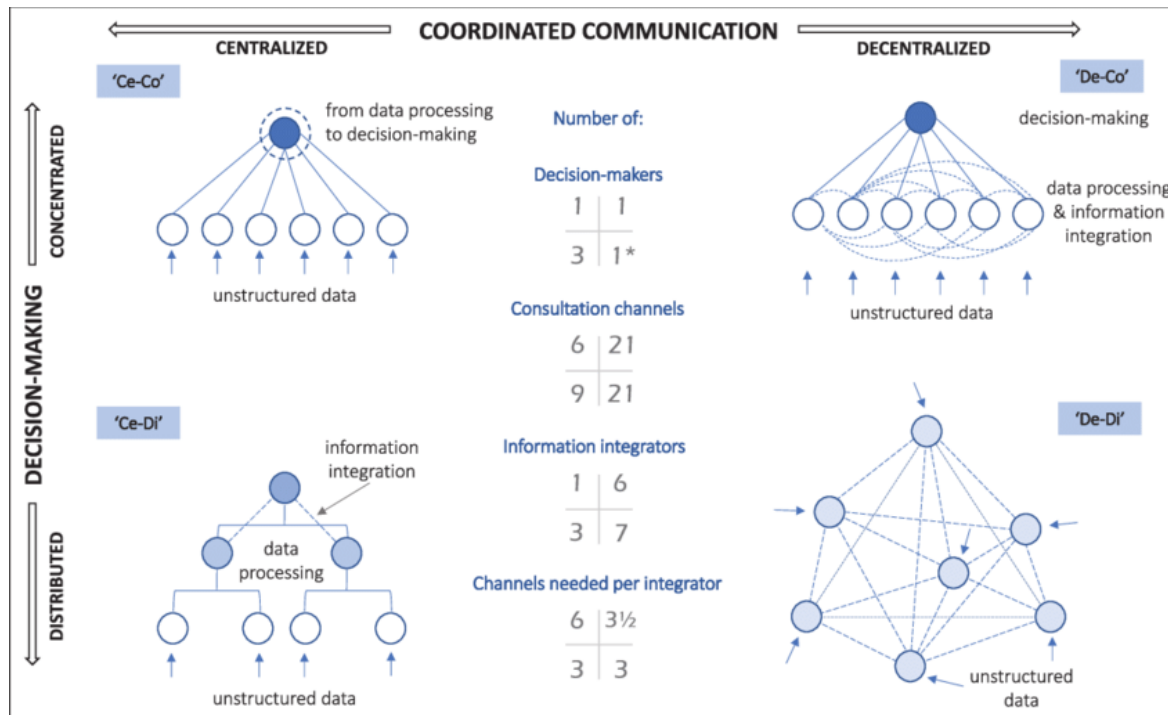 COORDINATED COMMUNICATION
CENTRALIZED
DECENTRALIZED
DECISION-MAKING
CONCENTRATED
DISTRIBUTED
'Ce-Co'
from data processing
to decision-making
unstructured data
Number of:
Decision-makers
1 1
3 1*
Consultation channels
6 21
9 21
Information integrators
1 6
3 7
Channels needed per integrator
6 3½
3 3
'De-Co'
decision-making
data processing
& information
integration
unstructured data
'Ce-Di'
information
integration
data
processing
unstructured data
'De-Di'
unstructured
data